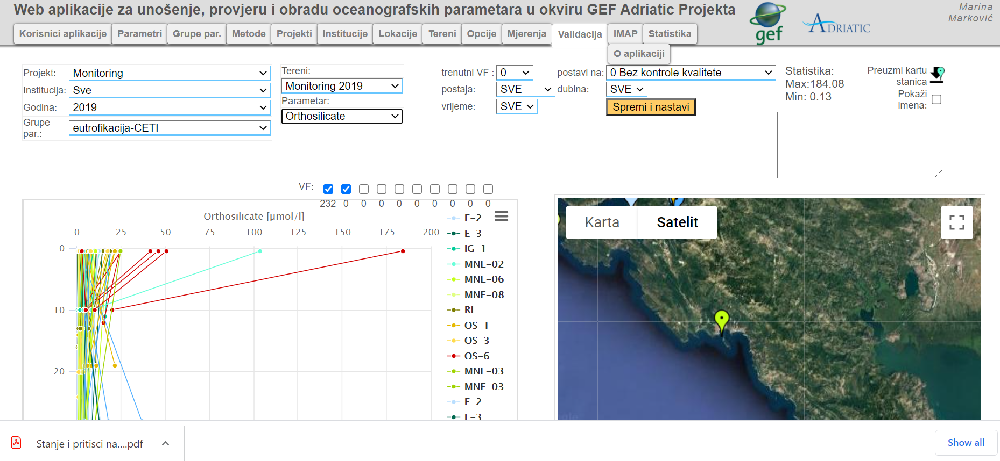 Web aplikacije za unošenje, provjeru i obradu oceanografskih parametara u okviru GEF Adriatic Projekta
gef
ADRIATIC
Marina
Marković
Korisnici aplikacije
Parametri
Grupe par.
Metode
Projekti
Institucije
Lokacije
Tereni
Opcije
Mjerenja
Validacija
IMAP
Statistika
O aplikaciji
Projekt: Monitoring
Institucija: Sve
Godina: 2019
Grupe
par.: eutrofikacija-CETI
Tereni:
Monitoring 2019
Parametar:
Orthosilicate
trenutni VF : 0
postavi na: 0 Bez kontrole kvalitete
postaja: SVE
dubina: SVE
vrijeme: SVE
Spremi i nastavi
Statistika:
Max:184.08
Min: 0.13
Preuzmi kartu
stanica
Pokaži
imena:
VF:
232 0 0 0 0 0 0 0 0 0
Orthosilicate [µmol/l]
0 25 50 75 100 125 150 175 200
0
10
20
E-2
E-3
IG-1
MNE-02
MNE-06
MNE-08
RI
OS-1
OS-3
OS-6
MNE-03
MNE-03
E-2
E-3
Karta
Satelit
Stanje i pritisci na....pdf
Show all